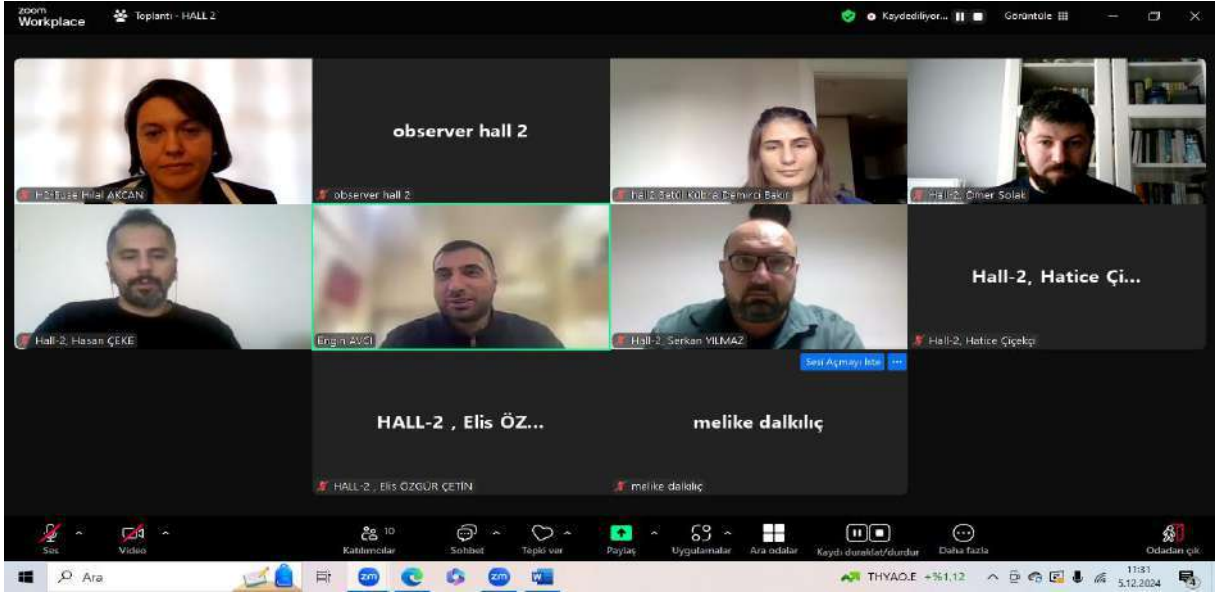 zoom
Workplace
Toplantı - HALL 2
Kaydediliyor...
Görüntüle
observer hall 2
H2-Buse Hilal AKCAN
observer hall 2
hall2 Betül Kübra Demirci Bakır
Hall-2, Ömer Solak
Hall-2, Hatice Çi...
Hall-2, Hasan ÇEKE
Engin AVCI
Hall-2, Serkan YILMAZ
Hall-2, Hatice Çiçekçi
Sesi Açmayı İste
HALL-2 , Elis ÖZ...
melike dalkılıç
HALL-2 , Elis ÖZGÜR ÇETİN
melike dalkılıç
Ses
Video
10
Katılımcılar
Sohbet
Tepki ver
Paylaş
Uygulamalar
Ara odalar
Kaydı duraklat/durdur
Daha fazla
Odadan çık
Ara
zm
zm
W
THYAO.E +%1,12
11:31
5.12.2024
4